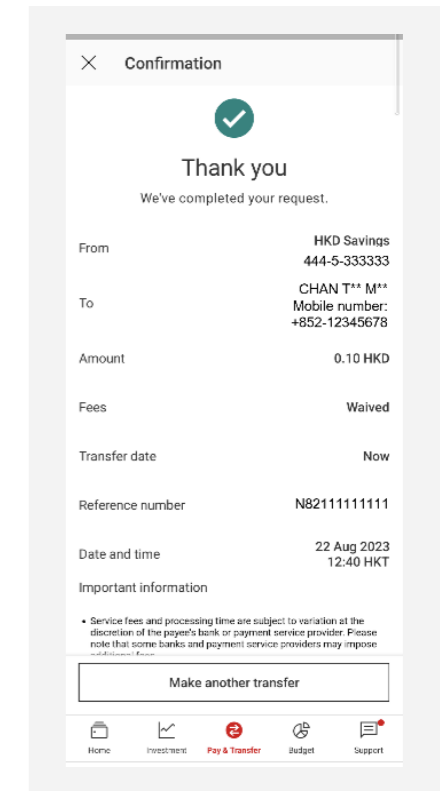 Confirmation
Thank you
We've completed your request.
From
HKD Savings
444-5-333333
To
CHAN T** M**
Mobile number:
+852-12345678
Amount
0.10 HKD
Fees
Waived
Transfer date
Now
Reference number
N82111111111
Date and time
22 Aug 2023
12:40 HKT
Important information
• Service fees and processing time are subject to variation at the
discretion of the payee's bank or payment service provider. Please
note that some banks and payment service providers may impose
additional fees
Make another transfer
Home
Investment
Pay & Transfer
Budget
Support